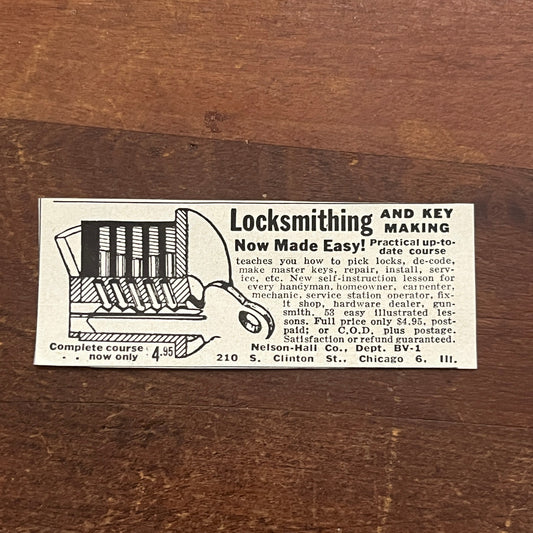 Locksmithing AND KEY
MAKING
Now Made Easy! Practical up-to-
date course
teaches you how to pick locks, de-code,
make master keys, repair, install, serv-
ice, etc. New self-instruction lesson for
every handyman, homeowner, carpenter,
mechanic, service station operator, fix-
it shop, hardware dealer, gun-
smith. 53 easy illustrated les-
sons. Full price only $4.95, post-
paid; or C.O.D, plus postage.
Satisfaction or refund guaranteed.
Nelson-Hall Co., Dept. BV-1
210 S. Clinton St., Chicago 6, Ill.
Complete course
. . now only 4.95